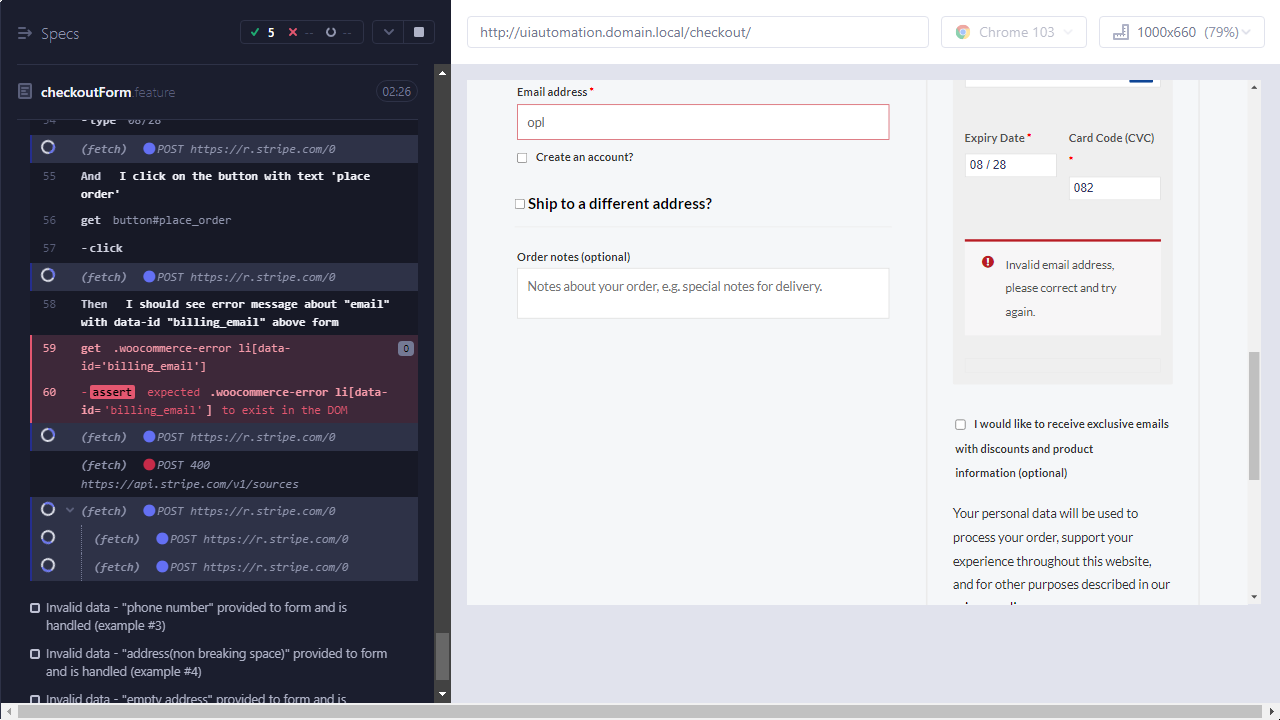 Specs
5 -- --
checkoutForm.feature 02:26
54 -type 08/28
(fetch) POST https://r.stripe.com/0
55 And I click on the button with text 'place
order'
56 get button#place_order
57 -click
(fetch) POST https://r.stripe.com/0
58 Then I should see error message about "email"
with data-id "billing_email" above form
59 get .woocommerce-error li[data- 0
id='billing_email']
60 -assert expected .woocommerce-error li[data-
id='billing_email'] to exist in the DOM
(fetch) POST https://r.stripe.com/0
(fetch) POST 400
https://api.stripe.com/v1/sources
(fetch) POST https://r.stripe.com/0
(fetch) POST https://r.stripe.com/0
(fetch) POST https://r.stripe.com/0
Invalid data - "phone number" provided to form and is
handled (example #3)
Invalid data - "address(non breaking space)" provided to form
and is handled (example #4)
Invalid data - "empty address" provided to form and is
http://uiautomation.domain.local/checkout/
Chrome 103
1000x660 (79%)
Email address *
opl
Create an account?
Ship to a different address?
Order notes (optional)
Notes about your order, e.g. special notes for delivery.
Expiry Date *
08 / 28
Card Code (CVC)
*
082
Invalid email address,
please correct and try
again.
I would like to receive exclusive emails
with discounts and product
information (optional)
Your personal data will be used to
process your order, support your
experience throughout this website,
and for other purposes described in our